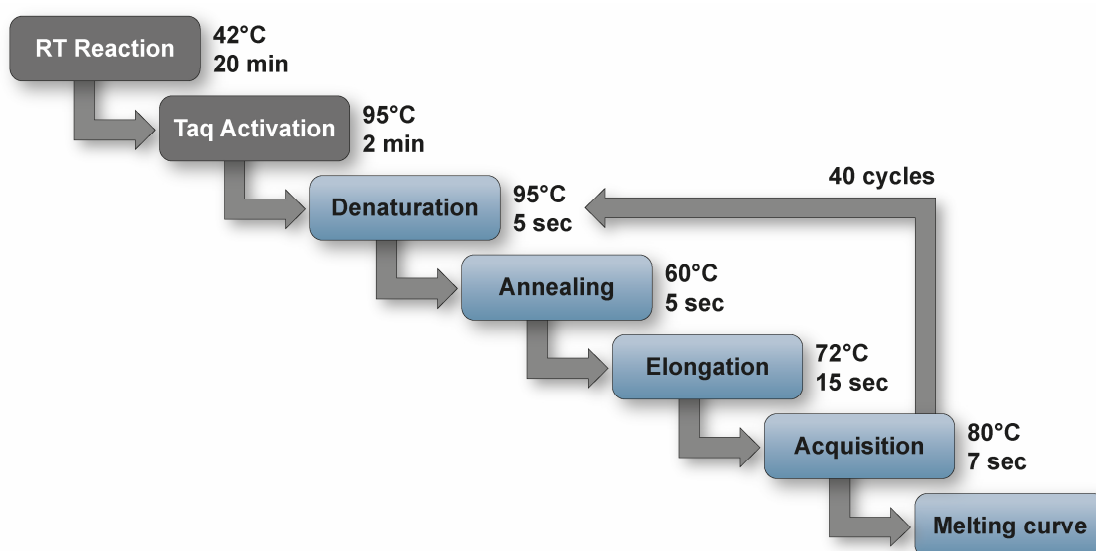 RT Reaction
42°C
20 min
Taq Activation
95°C
2 min
40 cycles
Denaturation
95°C
5 sec
Annealing
60°C
5 sec
Elongation
72°C
15 sec
Acquisition
80°C
7 sec
Melting curve